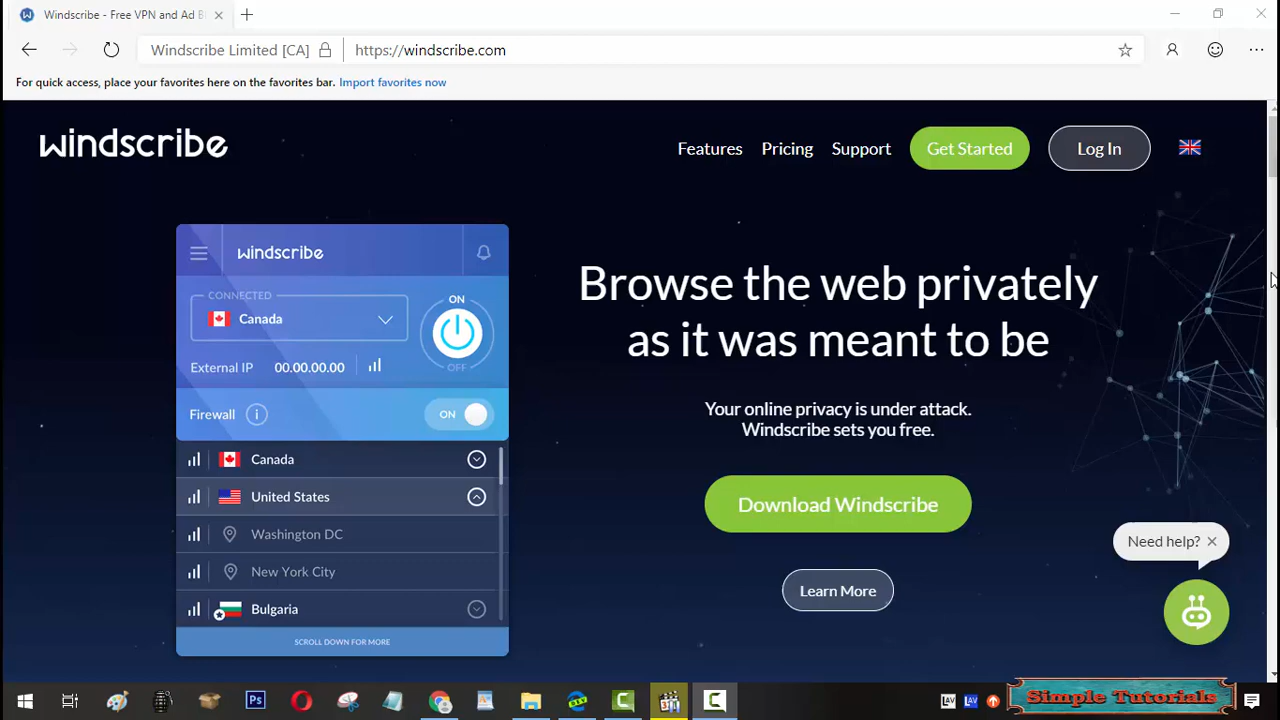 Windscribe - Free VPN and Ad B
Windscribe Limited [CA]
https://windscribe.com
For quick access, place your favorites here on the favorites bar. Import favorites now
windscribe
Features
Pricing
Support
Get Started
Log In
windscribe
CONNECTED
Canada
ON
OFF
External IP 00.00.00.00
Firewall i
ON
Canada
United States
Washington DC
New York City
Bulgaria
SCROLL DOWN FOR MORE
Browse the web privately
as it was meant to be
Your online privacy is under attack.
Windscribe sets you free.
Download Windscribe
Learn More
Need help?
Ps
LAV
LAV
Simple Tutorials